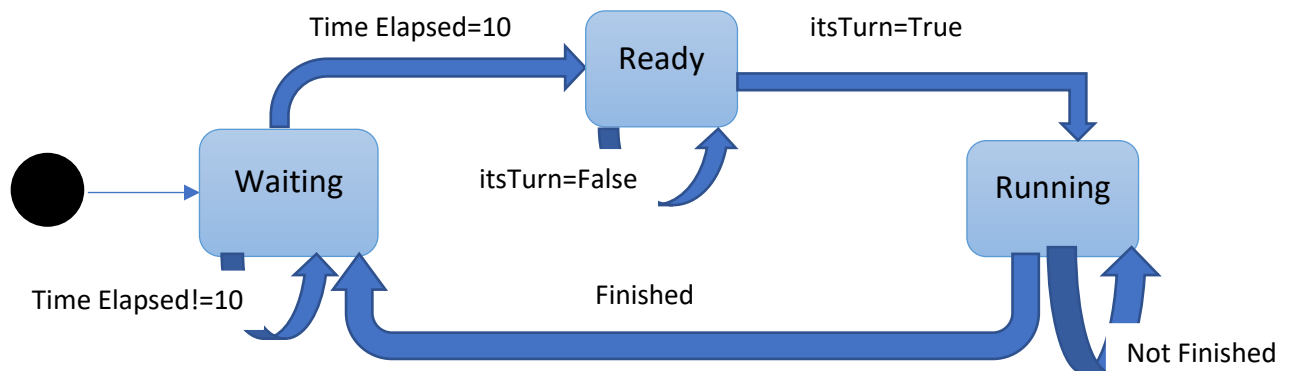 Time Elapsed=10
itsTurn=True
Ready
Waiting
itsTurn=False
Running
Time Elapsed!=10
Finished
Not Finished